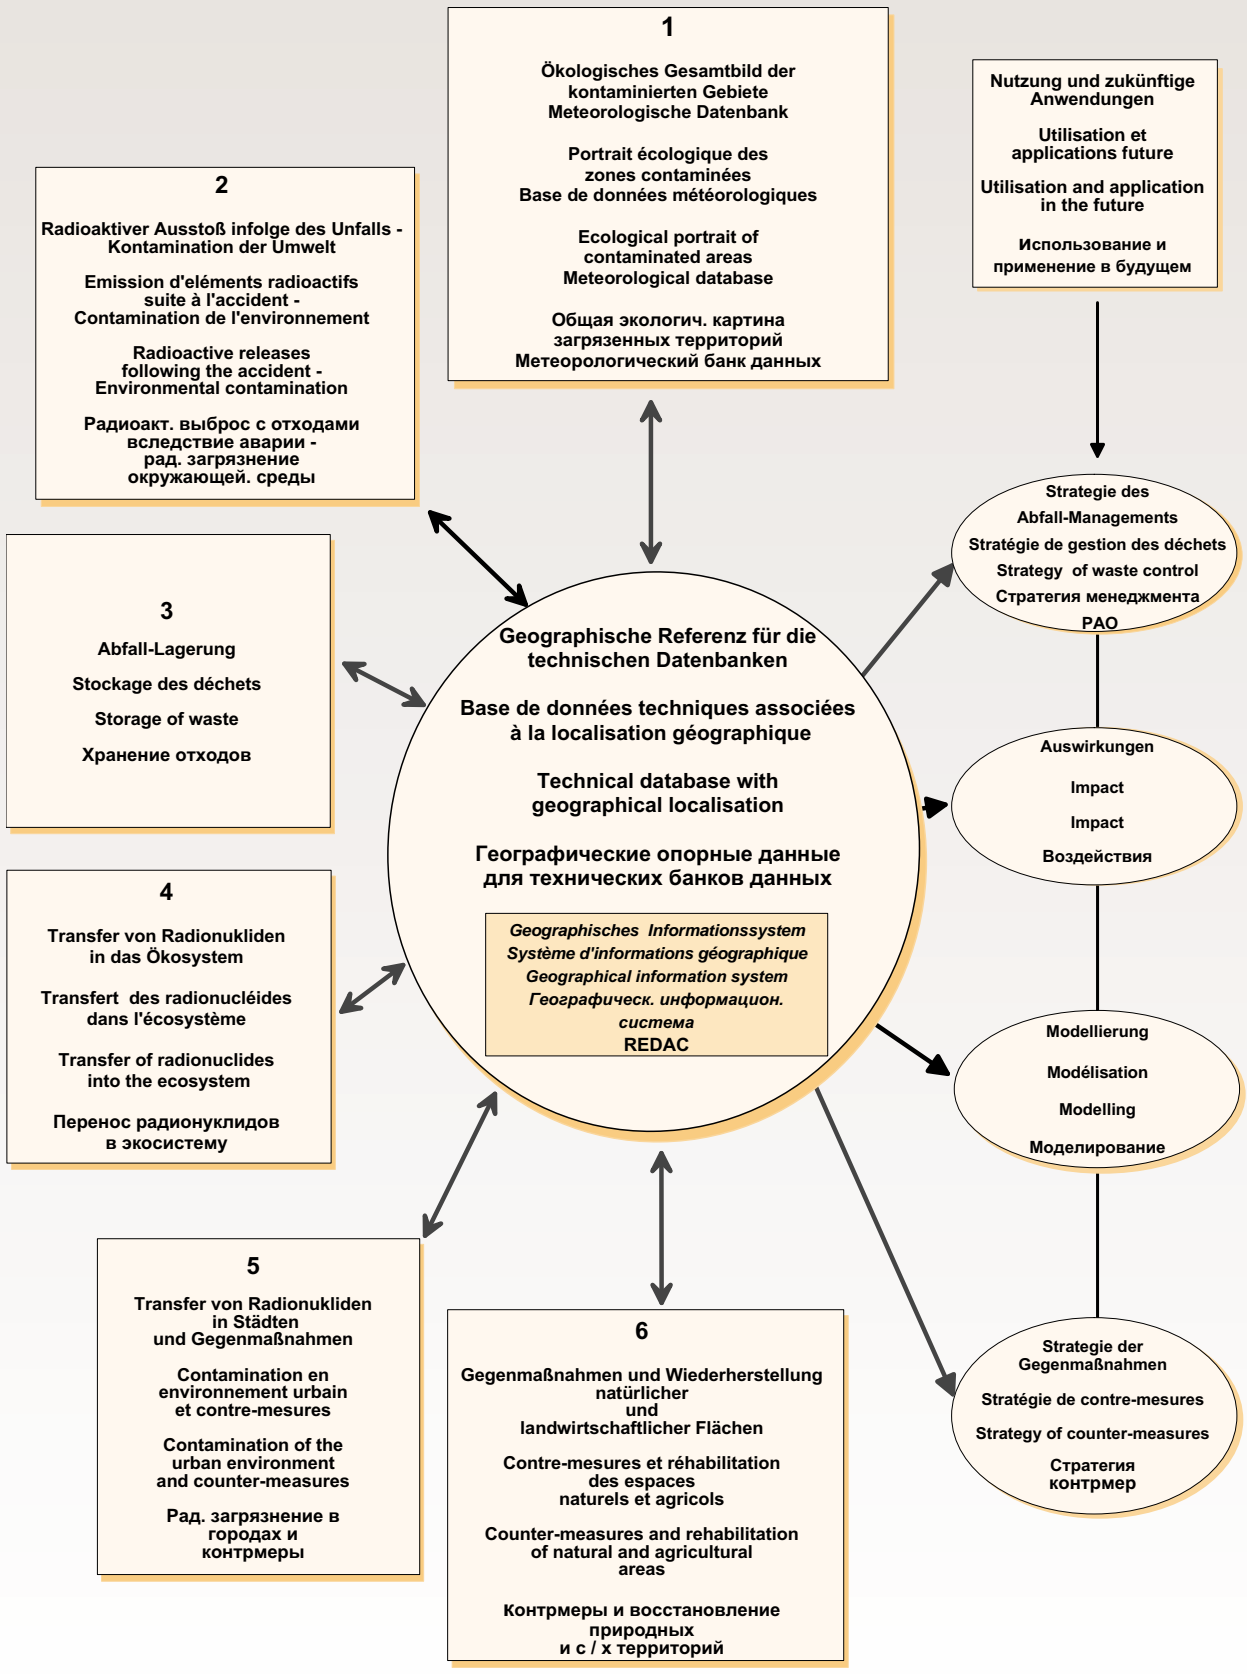 1
Ökologisches Gesamtbild der
kontaminierten Gebiete
Meteorologische Datenbank
Portrait écologique des
zones contaminées
Base de données météorologiques
Ecological portrait of
contaminated areas
Meteorological database
Общая экологич. картина
загрязенных территорий
Метеорологический банк данных
Nutzung und zukünftige
Anwendungen
Utilisation et
applications future
Utilisation and application
in the future
Использование и
применение в будущем
2
Radioaktiver Ausstoß infolge des Unfalls -
Kontamination der Umwelt
Emission d'eléments radioactifs
suite à l'accident -
Contamination de l'environnement
Radioactive releases
following the accident -
Environmental contamination
Радиоакт. выброс с отходами
вследствие аварии -
рад. загрязнение
окружающей. среды
3
Abfall-Lagerung
Stockage des déchets
Storage of waste
Хранение отходов
4
Transfer von Radionukliden
in das Ökosystem
Transfert des radionucléides
dans l'écosystème
Transfer of radionuclides
into the ecosystem
Перенос радионуклидов
в экосистему
5
Transfer von Radionukliden
in Städten
und Gegenmaßnahmen
Contamination en
environnement urbain
et contre-mesures
Contamination of the
urban environment
and counter-measures
Рад. загрязнение в
городах и
контрмеры
6
Gegenmaßnahmen und Wiederherstellung
natürlicher
und
landwirtschaftlicher Flächen
Contre-mesures et réhabilitation
des espaces
naturels et agricols
Counter-measures and rehabilitation
of natural and agricultural
areas
Контрмеры и восстановление
природных
и с / х территорий
Geographische Referenz für die
technischen Datenbanken
Base de données techniques associées
à la localisation géographique
Technical database with
geographical localisation
Географические опорные данные
для технических банков данных
Geographisches Informationssystem
Système d'informations géographique
Geographical information system
Географическ. информацион.
система
REDAC
Strategie des
Abfall-Managements
Stratégie de gestion des déchets
Strategy of waste control
Стратегия менеджмента
РАО
Auswirkungen
Impact
Impact
Воздействия
Modellierung
Modélisation
Modelling
Моделирование
Strategie der
Gegenmaßnahmen
Stratégie de contre-mesures
Strategy of counter-measures
Стратегия
контрмер